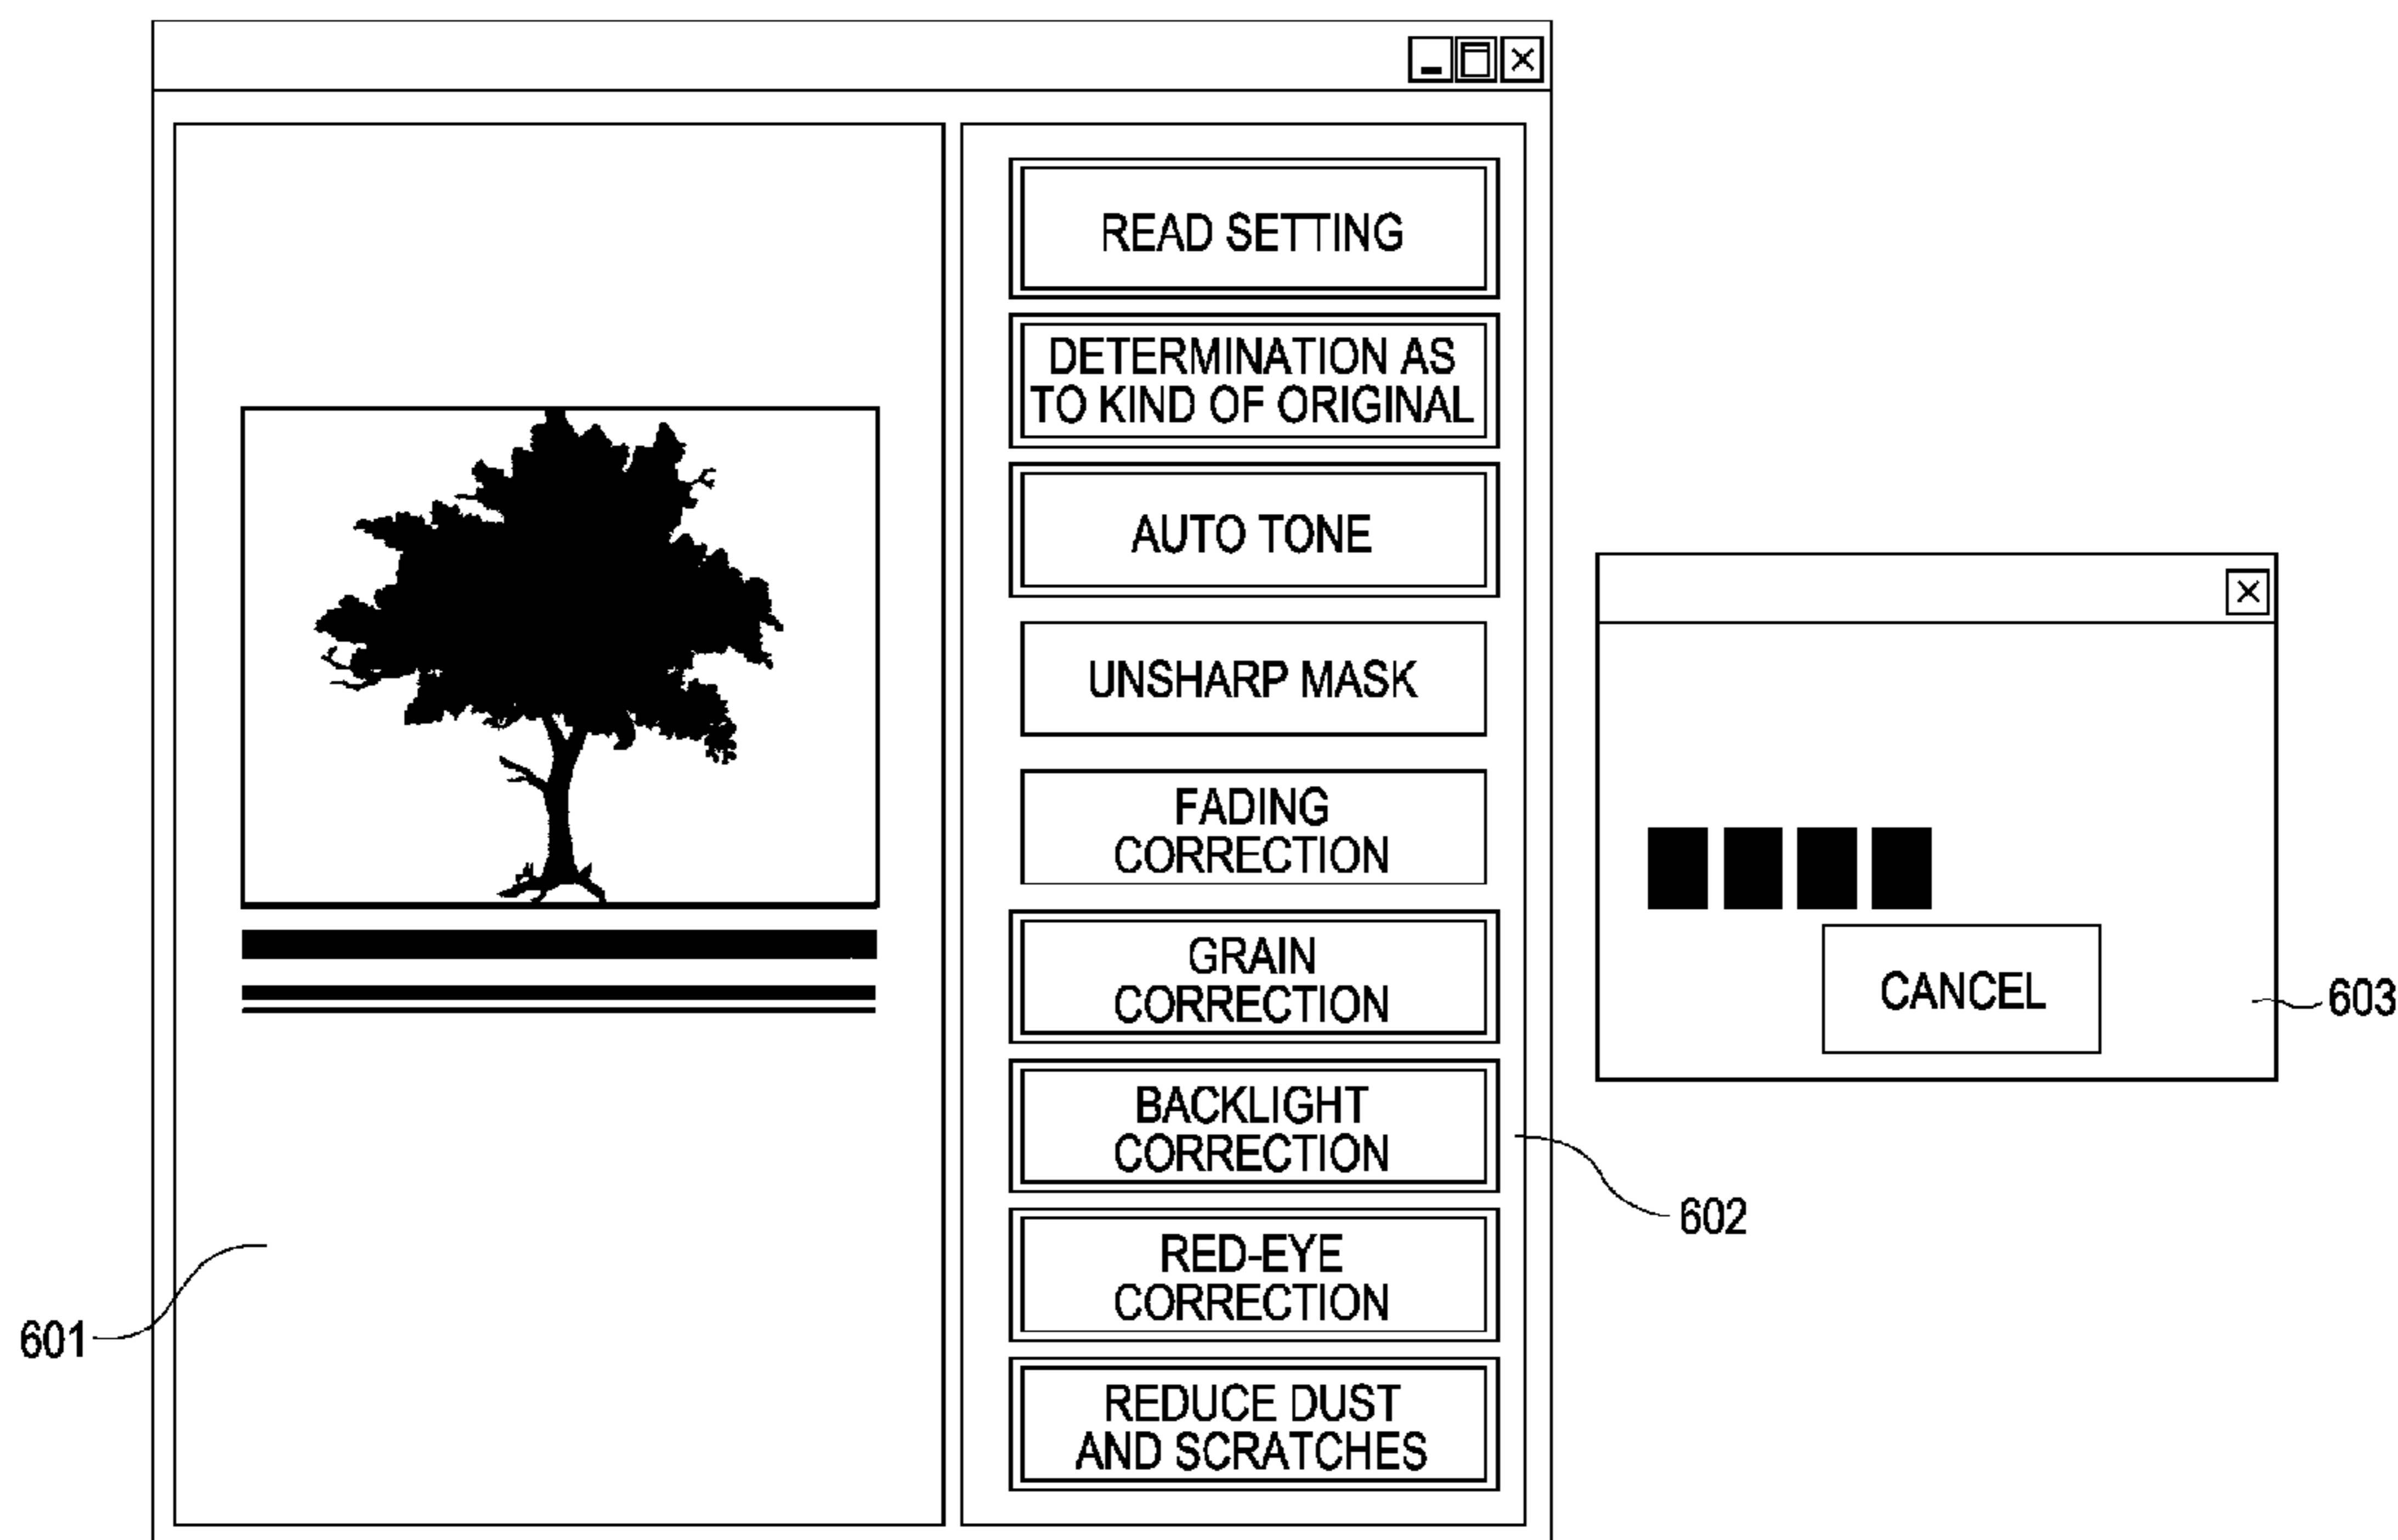 READ SETTING
DETERMINATION AS
TO KIND OF ORIGINAL
AUTO TONE
UNSHARP MASK
FADING
CORRECTION
GRAIN
CORRECTION
BACKLIGHT
CORRECTION
RED-EYE
CORRECTION
REDUCE DUST
AND SCRATCHES
CANCEL
603
602
601